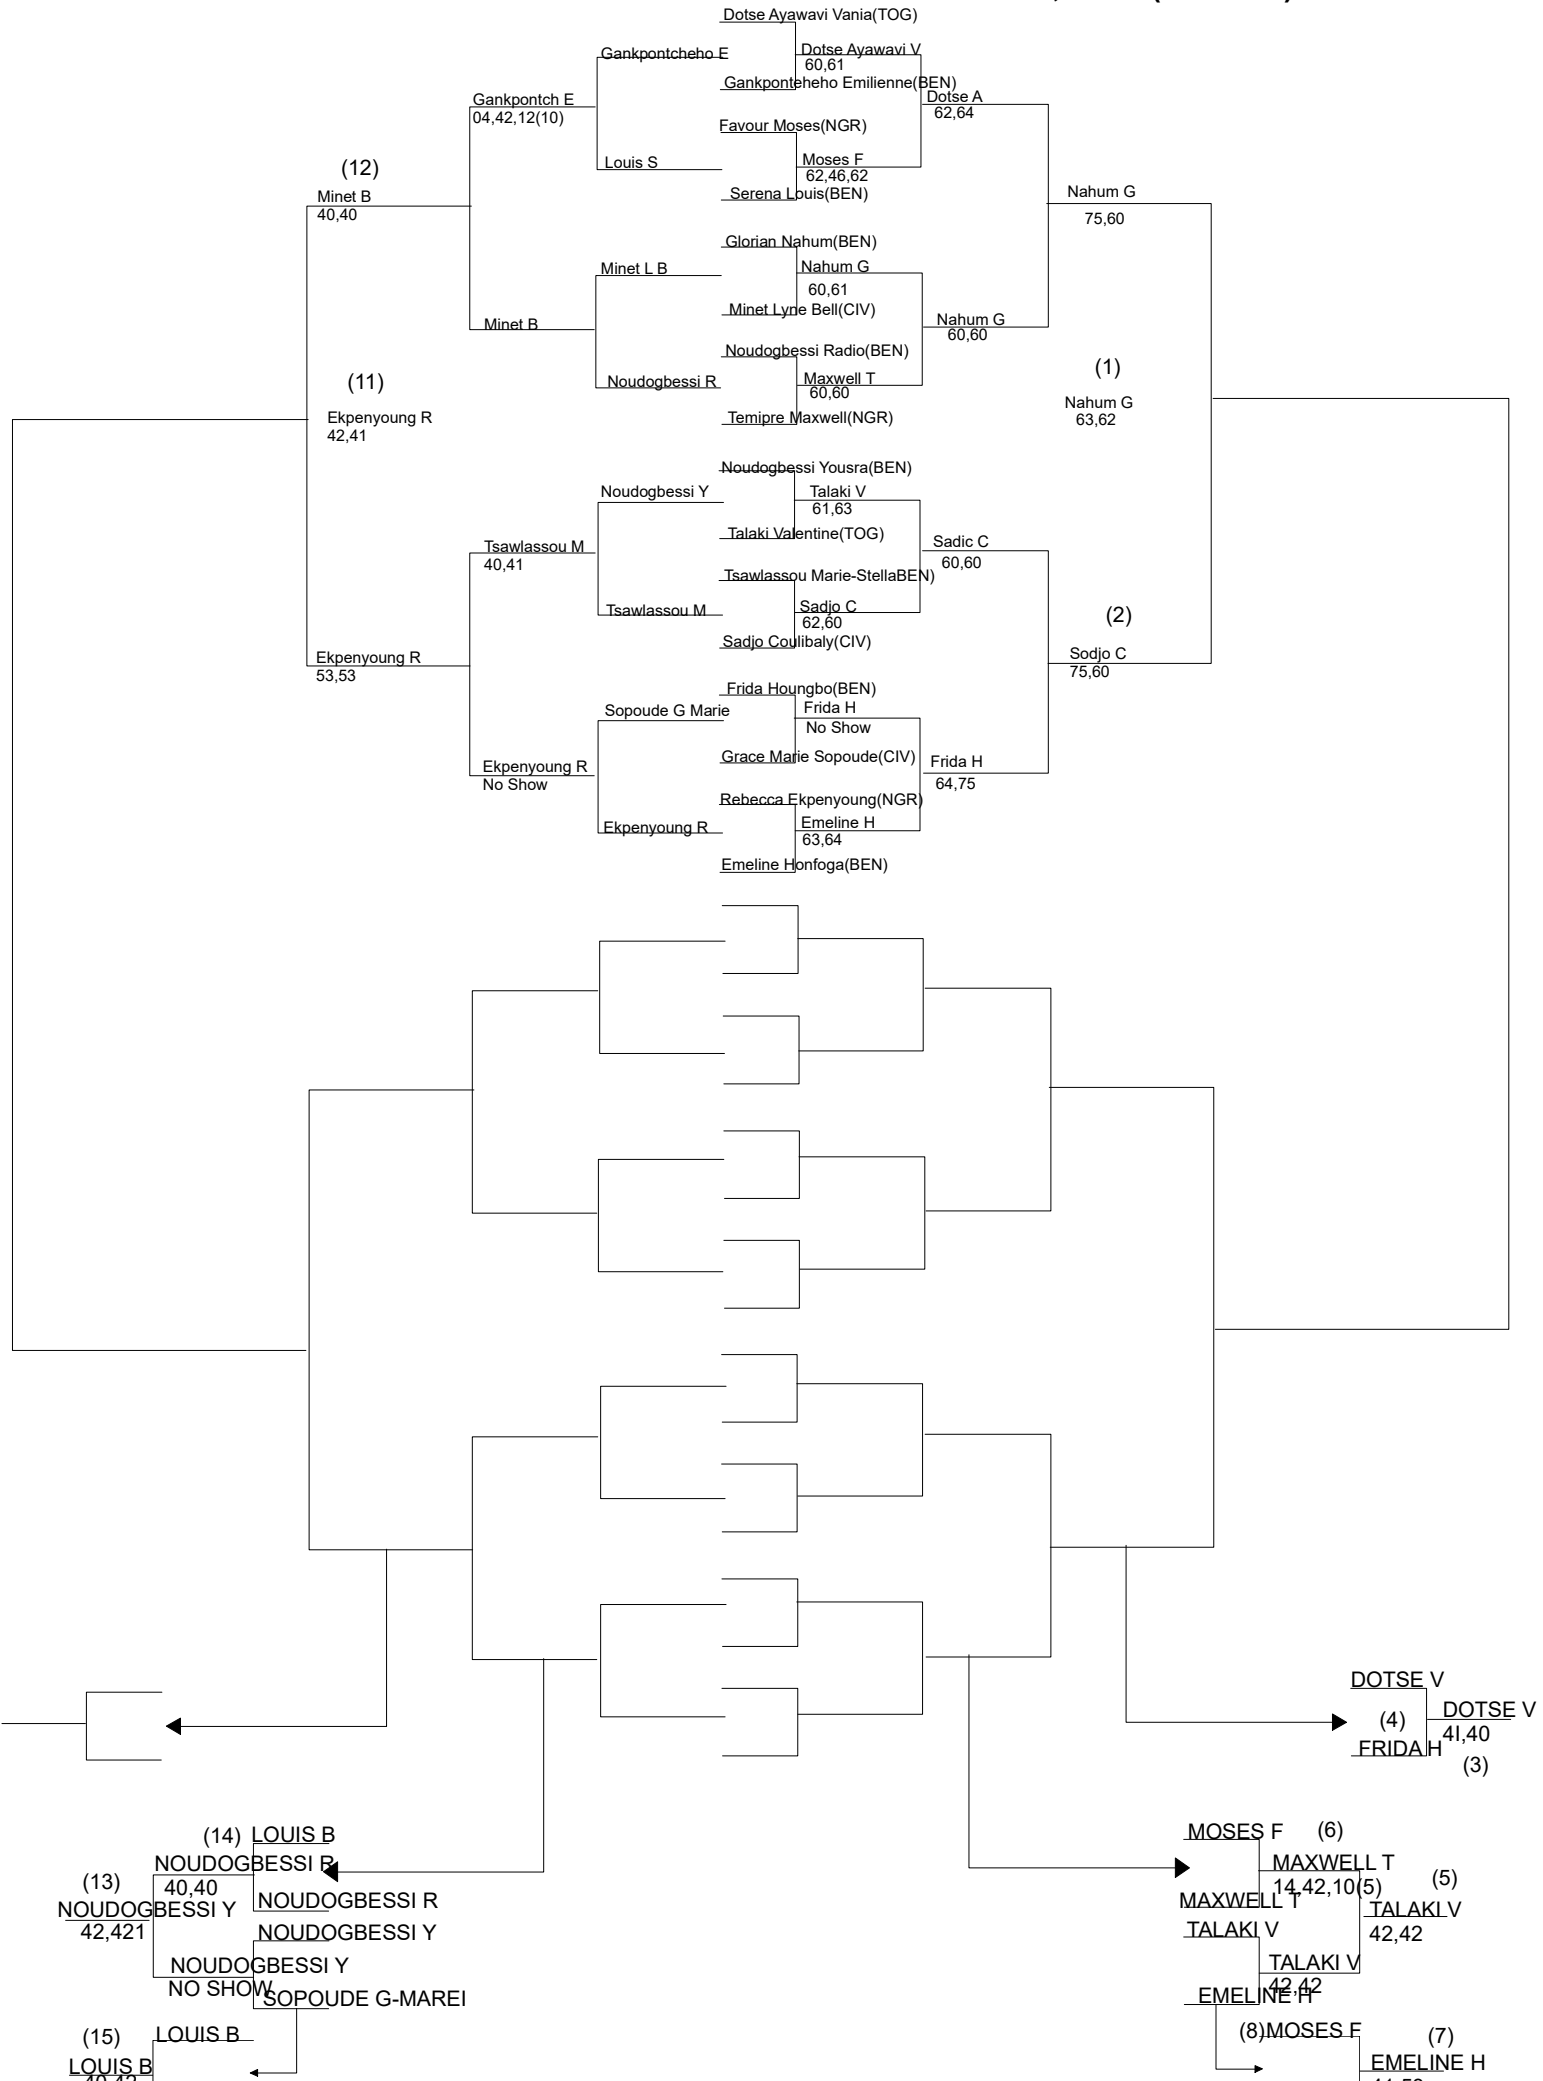 Dotse Ayawavi Vania(TOG)
Gankpontcheho E
Dotse Ayawavi V
60,61
Gankponteheho Emilienne(BEN)
Gankpontch E
04,42,12(10)
Dotse A
62,64
Favour Moses(NGR)
Louis S
Moses F
62,46,62
(12)
Minet B
40,40
Serena Louis(BEN)
Nahum G
75,60
Glorian Nahum(BEN)
Minet L B
Nahum G
60,61
Minet Lyne Bell(CIV)
Minet B
Nahum G
60,60
Noudogbessi Radio(BEN)
Noudogbessi R
Maxwell T
60,60
(11)
(1)
Ekpenyoung R
42,41
Nahum G
63,62
Temipre Maxwell(NGR)
Noudogbessi Yousra(BEN)
Noudogbessi Y
Talaki V
61,63
Talaki Valentine(TOG)
Tsawlassou M
40,41
Sadic C
60,60
Tsawlassou Marie-StellaBEN)
Tsawlassou M
Sadjo C
62,60
(2)
Sadjo Coulibaly(CIV)
Ekpenyoung R
53,53
Sodjo C
75,60
Frida Houngbo(BEN)
Sopoude G Marie
Frida H
No Show
Grace Marie Sopoude(CIV)
Ekpenyoung R
No Show
Frida H
64,75
Rebecca Ekpenyoung(NGR)
Ekpenyoung R
Emeline H
63,64
Emeline Honfoga(BEN)
DOTSE V
(4)
DOTSE V
4I,40
FRIDA H
(3)
(14)
LOUIS B
NOUDOGBESSI R
40,40
(13)
NOUDOGBESSI R
NOUDOGBESSI Y
42,421
NOUDOGBESSI Y
NOUDOGBESSI Y
NO SHOW
SOPOUDE G-MAREI
(15)
LOUIS B
LOUIS B
MOSES F
(6)
MAXWELL T
14,42,10(5)
(5)
MAXWELL T
TALAKI V
42,42
TALAKI V
TALAKI V
42,42
EMELINE H
(8)
MOSES F
(7)
EMELINE H